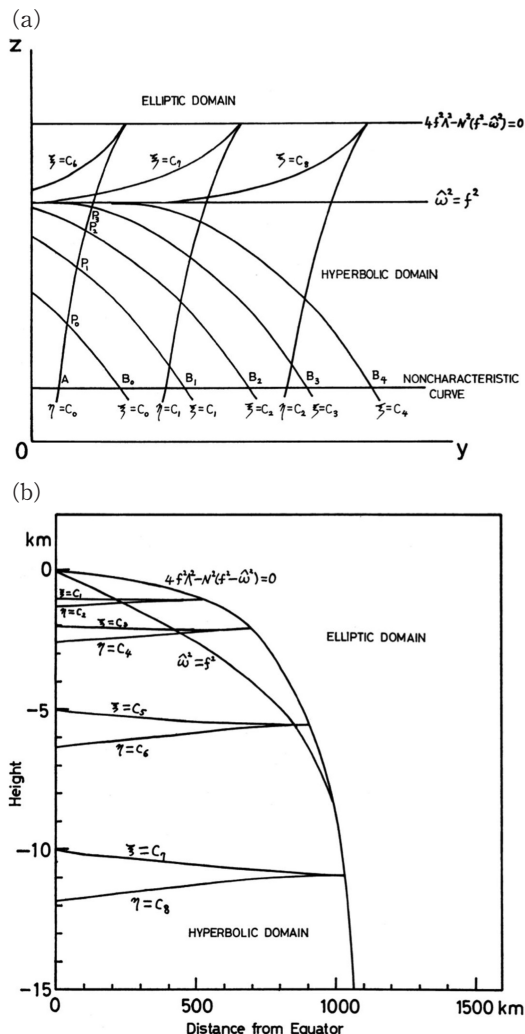 (a)
z
ELLIPTIC DOMAIN
4f²Λ²-N²(f²-ω̂²)=0
ξ=C₆
ξ=C₇
ξ=C₈
ω̂²=f²
P₃
P₂
HYPERBOLIC DOMAIN
P₁
P₀
A
B₀
B₁
B₂
B₃
B₄
NONCHARACTERISTIC
CURVE
η=C₀
ξ=C₀
η=C₁
ξ=C₁
ξ=C₂
η=C₂
ξ=C₃
ξ=C₄
0
y
(b)
km
0
4f²Λ²-N²(f²-ω̂²)=0
ξ=C₁
η=C₂
ξ=C₃
η=C₄
ω̂²=f²
ELLIPTIC DOMAIN
-5
ξ=C₅
η=C₆
Height
-10
ξ=C₇
η=C₈
HYPERBOLIC DOMAIN
-15
0
500
1000
1500 km
Distance from Equator